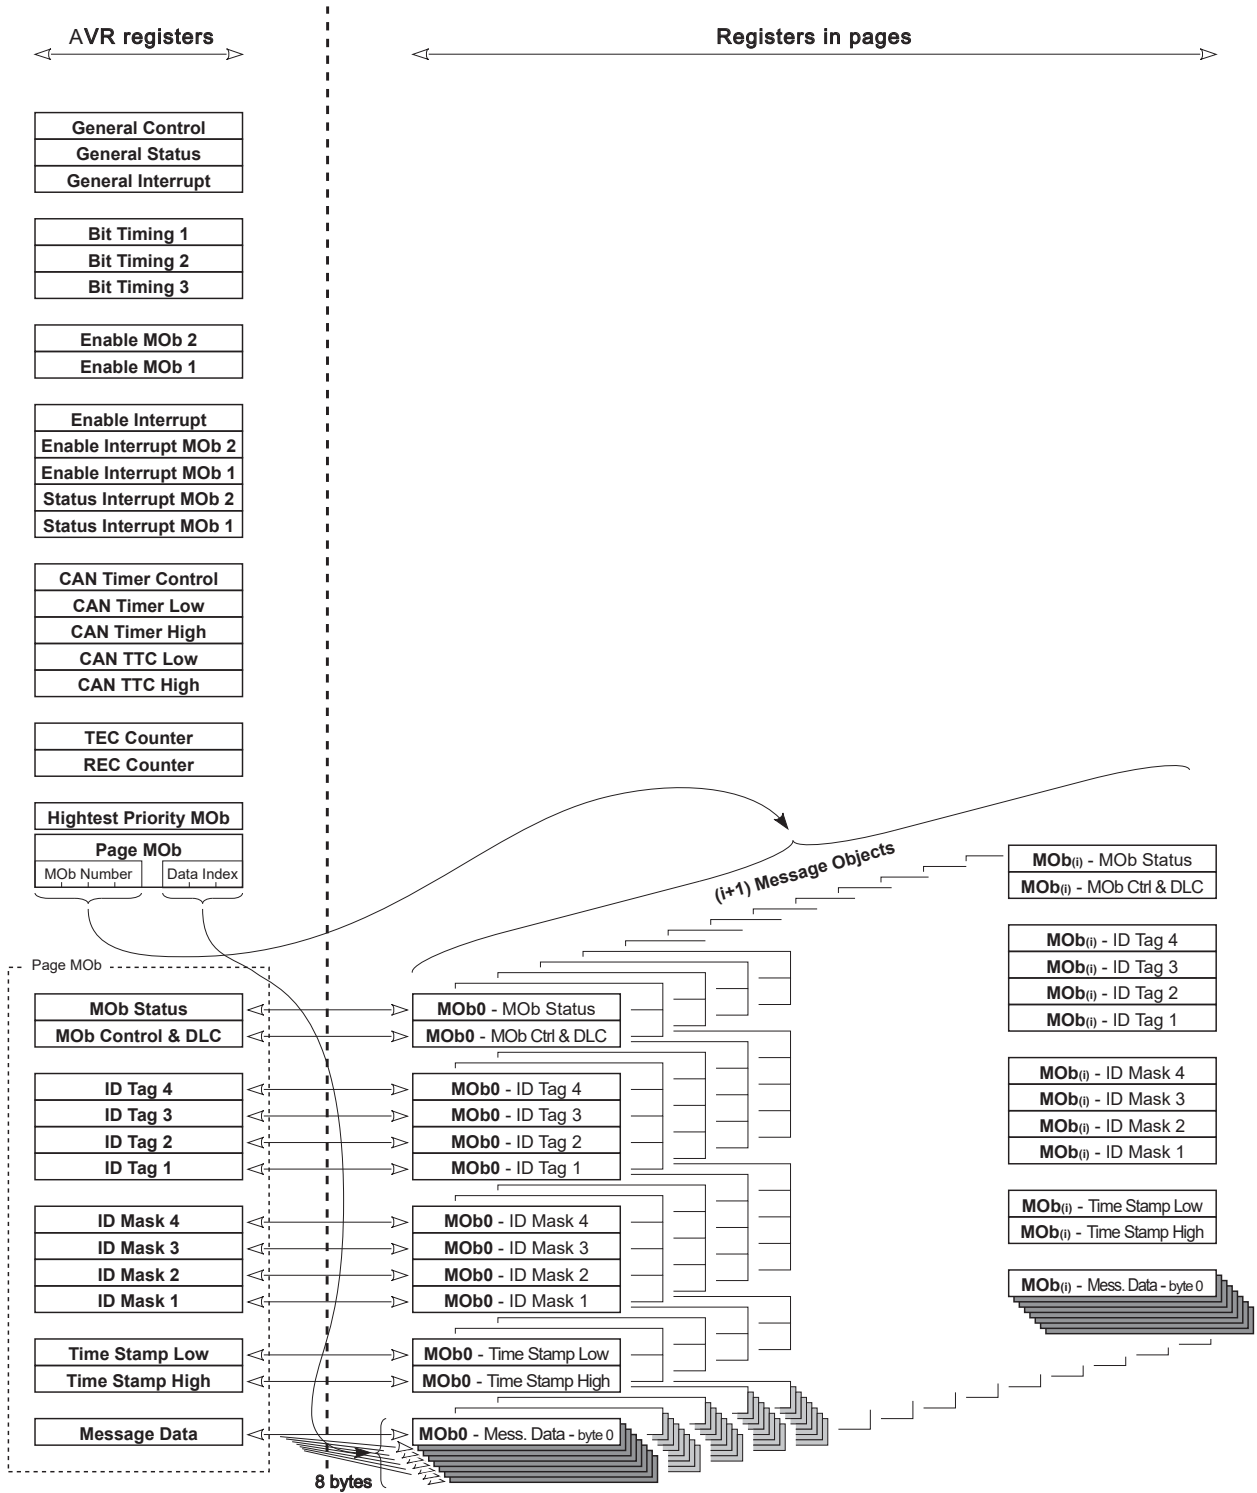 AVR registers
Registers in pages
General Control
General Status
General Interrupt
Bit Timing 1
Bit Timing 2
Bit Timing 3
Enable MOb 2
Enable MOb 1
Enable Interrupt
Enable Interrupt MOb 2
Enable Interrupt MOb 1
Status Interrupt MOb 2
Status Interrupt MOb 1
CAN Timer Control
CAN Timer Low
CAN Timer High
CAN TTC Low
CAN TTC High
TEC Counter
REC Counter
Hightest Priority MOb
Page MOb
MOb Number
Data Index
Page MOb
MOb Status
MOb Control & DLC
ID Tag 4
ID Tag 3
ID Tag 2
ID Tag 1
ID Mask 4
ID Mask 3
ID Mask 2
ID Mask 1
Time Stamp Low
Time Stamp High
Message Data
8 bytes
MOb0 - MOb Status
MOb0 - MOb Ctrl & DLC
MOb0 - ID Tag 4
MOb0 - ID Tag 3
MOb0 - ID Tag 2
MOb0 - ID Tag 1
MOb0 - ID Mask 4
MOb0 - ID Mask 3
MOb0 - ID Mask 2
MOb0 - ID Mask 1
MOb0 - Time Stamp Low
MOb0 - Time Stamp High
MOb0 - Mess. Data - byte 0
(i+1) Message Objects
MOb(i) - MOb Status
MOb(i) - MOb Ctrl & DLC
MOb(i) - ID Tag 4
MOb(i) - ID Tag 3
MOb(i) - ID Tag 2
MOb(i) - ID Tag 1
MOb(i) - ID Mask 4
MOb(i) - ID Mask 3
MOb(i) - ID Mask 2
MOb(i) - ID Mask 1
MOb(i) - Time Stamp Low
MOb(i) - Time Stamp High
MOb(i) - Mess. Data - byte 0